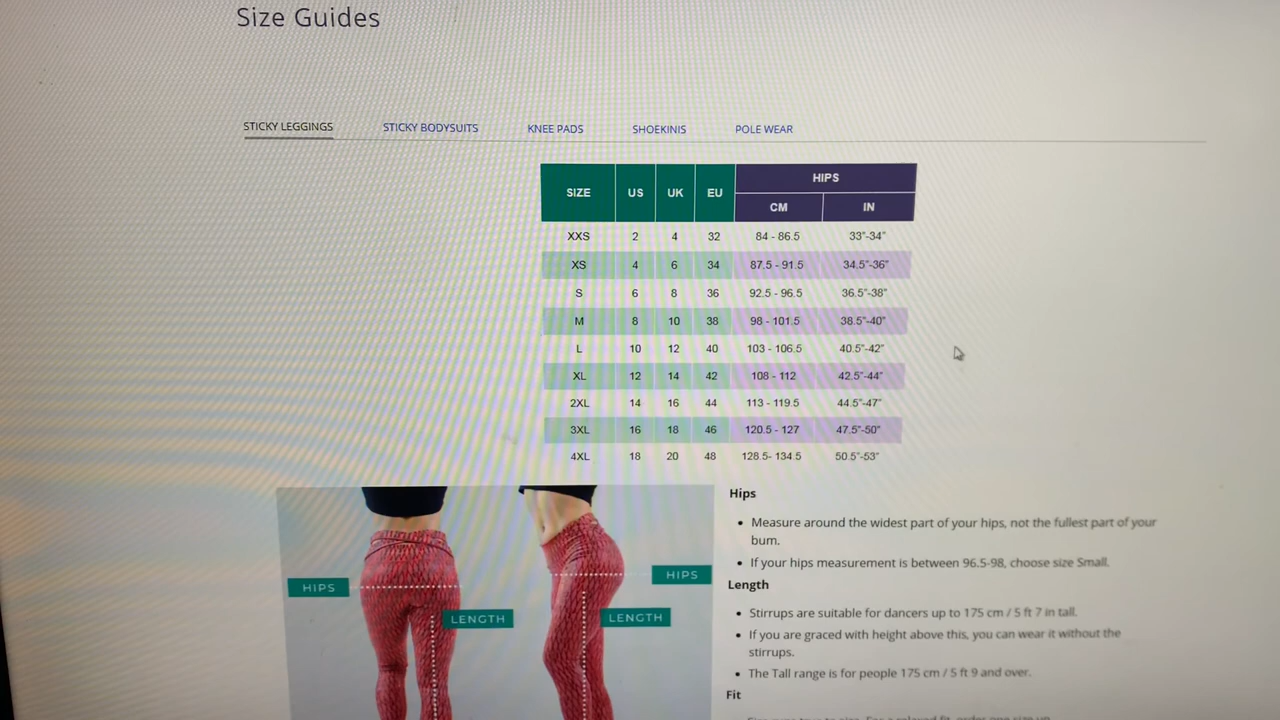 Size Guides
STICKY LEGGINGS STICKY BODYSUITS KNEE PADS SHOEKINIS POLE WEAR
SIZE US UK EU HIPS
CM IN
XXS 2 4 32 84 - 86.5 33"-34"
XS 4 6 34 87.5 - 91.5 34.5"-36"
S 6 8 36 92.5 - 96.5 36.5"-38"
M 8 10 38 98 - 101.5 38.5"-40"
L 10 12 40 103 - 106.5 40.5"-42"
XL 12 14 42 108 - 112 42.5"-44"
2XL 14 16 44 113 - 119.5 44.5"-47"
3XL 16 18 46 120.5 - 127 47.5"-50"
4XL 18 20 48 128.5- 134.5 50.5"-53"
HIPS
LENGTH
HIPS
LENGTH
Hips
Measure around the widest part of your hips, not the fullest part of your
bum.
If your hips measurement is between 96.5-98, choose size Small.
Length
Stirrups are suitable for dancers up to 175 cm / 5 ft 7 in tall.
If you are graced with height above this, you can wear it without the
stirrups.
The Tall range is for people 175 cm / 5 ft 9 and over.
Fit